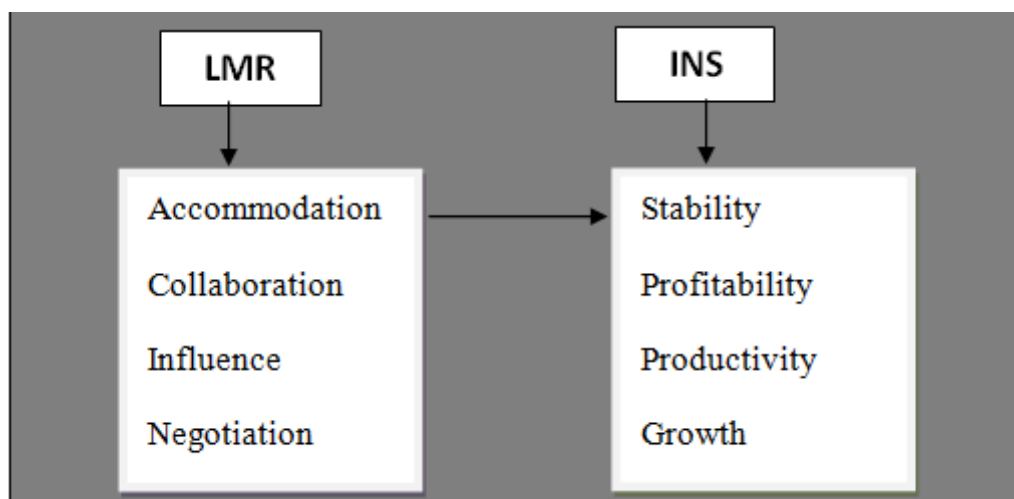 LMR
INS
Accommodation
Collaboration
Influence
Negotiation
Stability
Profitability
Productivity
Growth